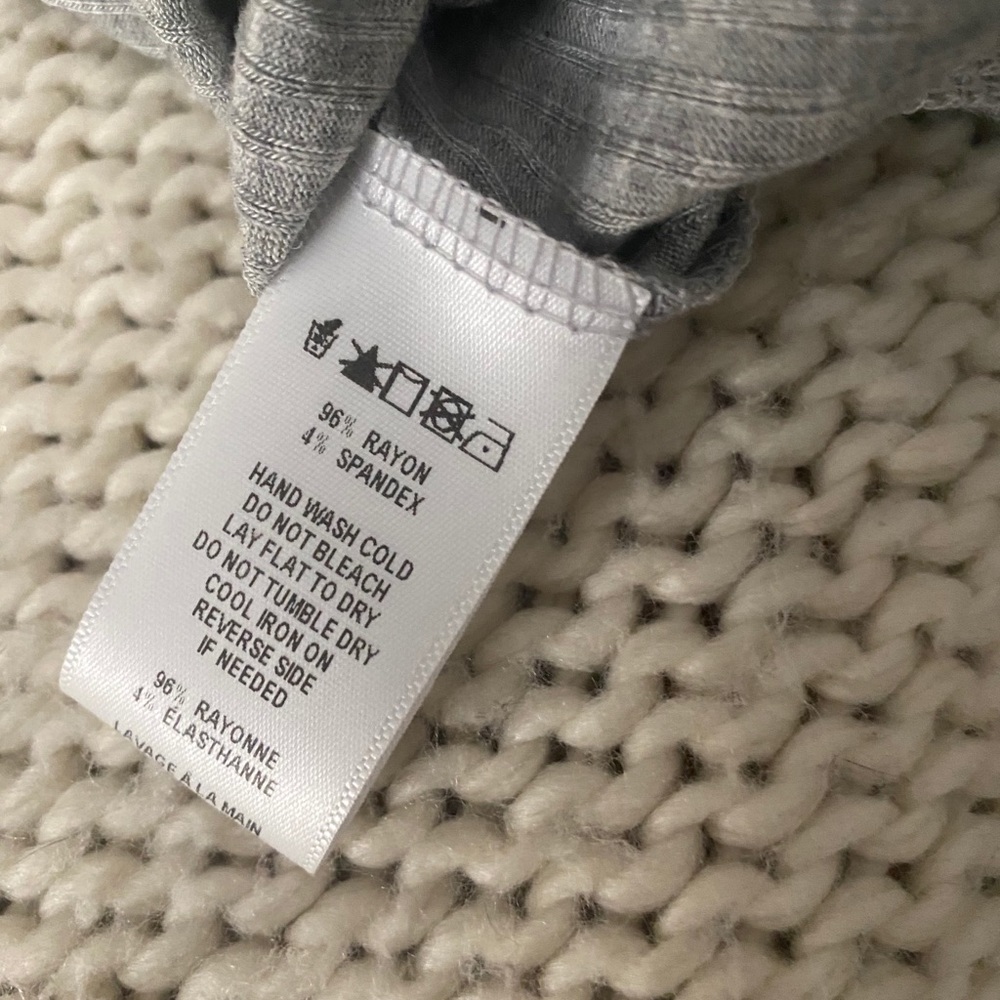 96% RAYON
4% SPANDEX
HAND WASH COLD
DO NOT BLEACH
LAY FLAT TO DRY
DO NOT TUMBLE DRY
COOL IRON ON
REVERSE SIDE
IF NEEDED
96% RAYONNE
4% ÉLASTHANNE
LAVAGE À LA MAIN